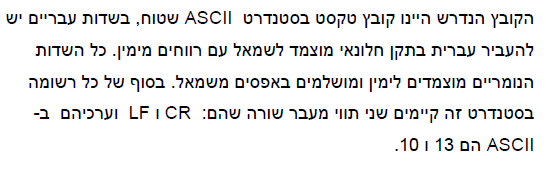 הקובץ הנדרש היינו קובץ טקסט בסטנדרט ASCII שטוח, בשדות עבריים יש
להעביר עברית בתקן חלונאי מוצמד לשמאל עם רווחים מימין. כל השדות
הנומריים מוצמדים לימין ומושלמים באפסים משמאל. בסוף של כל רשומה
בסטנדרט זה קיימים שני תווי מעבר שורה שהם: CR ו LF וערכיהם ב-
ASCII הם 13 ו 10.